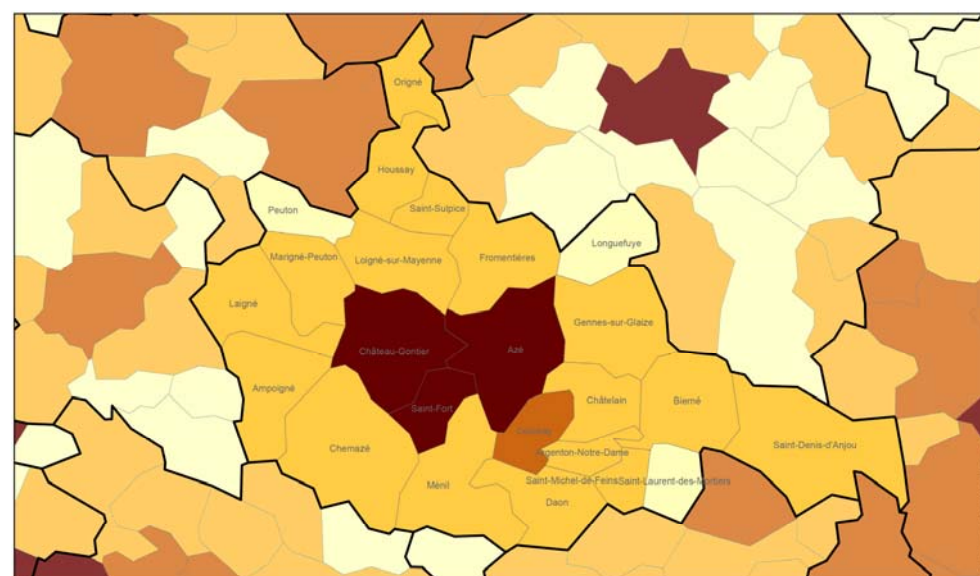 Origné
Houssay
Saint-Sulpice
Peuton
Longuefuye
Marigné-Peuton
Loigné-sur-Mayenne
Fromentières
Laigné
Gennes-sur-Glaize
Château-Gontier
Azé
Ampoigné
Châtelain
Bierné
Saint-Fort
Coudray
Saint-Denis-d'Anjou
Chemazé
Argenton-Notre-Dame
Ménil
Saint-Michel-de-Feins
Saint-Laurent-des-Mortiers
Daon